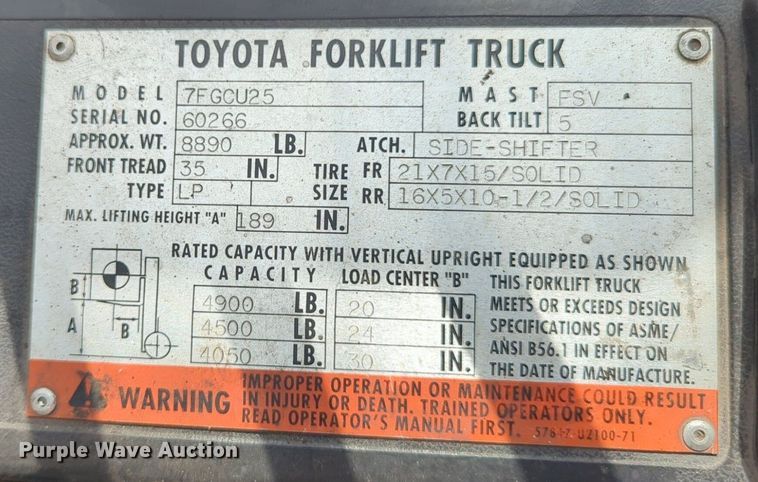 TOYOTA FORKLIFT TRUCK
MODEL 7FGCU25 MAST FSV
SERIAL NO. 60266 BACK TILT 5
APPROX. WT. 8890 LB. ATCH. SIDE-SHIFTER
FRONT TREAD 35 IN. TIRE SIZE FR 21X7X15/SOLID
TYPE LP RR 16X5X10-1/2/SOLID
MAX. LIFTING HEIGHT "A" 189 IN.
RATED CAPACITY WITH VERTICAL UPRIGHT EQUIPPED AS SHOWN
CAPACITY LOAD CENTER "B"
4900 LB. 20 IN.
4500 LB. 24 IN.
4050 LB. 30 IN.
B
A
B
THIS FORKLIFT TRUCK
MEETS OR EXCEEDS DESIGN
SPECIFICATIONS OF ASME/
ANSI B56.1 IN EFFECT ON
THE DATE OF MANUFACTURE.
WARNING
IMPROPER OPERATION OR MAINTENANCE COULD RESULT
IN INJURY OR DEATH. TRAINED OPERATORS ONLY.
READ OPERATOR'S MANUAL FIRST.
U2100-71
Purple Wave Auction